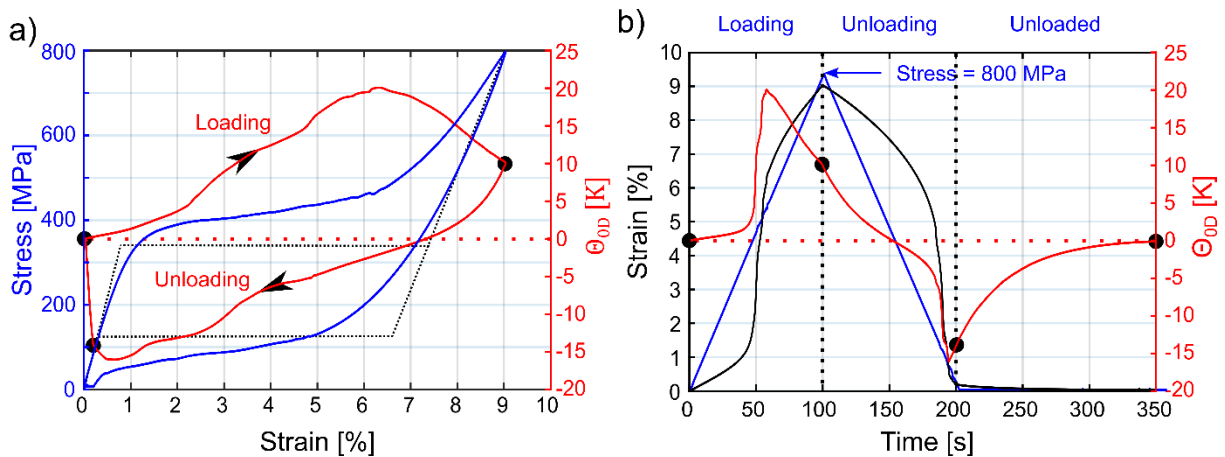 a)
800
600
400
200
0
Stress [MPa]
0 1 2 3 4 5 6 7 8 9 10
Strain [%]
25
20
15
10
5
0
-5
-10
-15
-20
Θ0D [K]
Loading
Unloading
b)
Loading Unloading Unloaded
10
9
8
7
6
5
4
3
2
1
0
Strain [%]
0 50 100 150 200 250 300 350
Time [s]
25
20
15
10
5
0
-5
-10
-15
-20
Θ0D [K]
Stress = 800 MPa